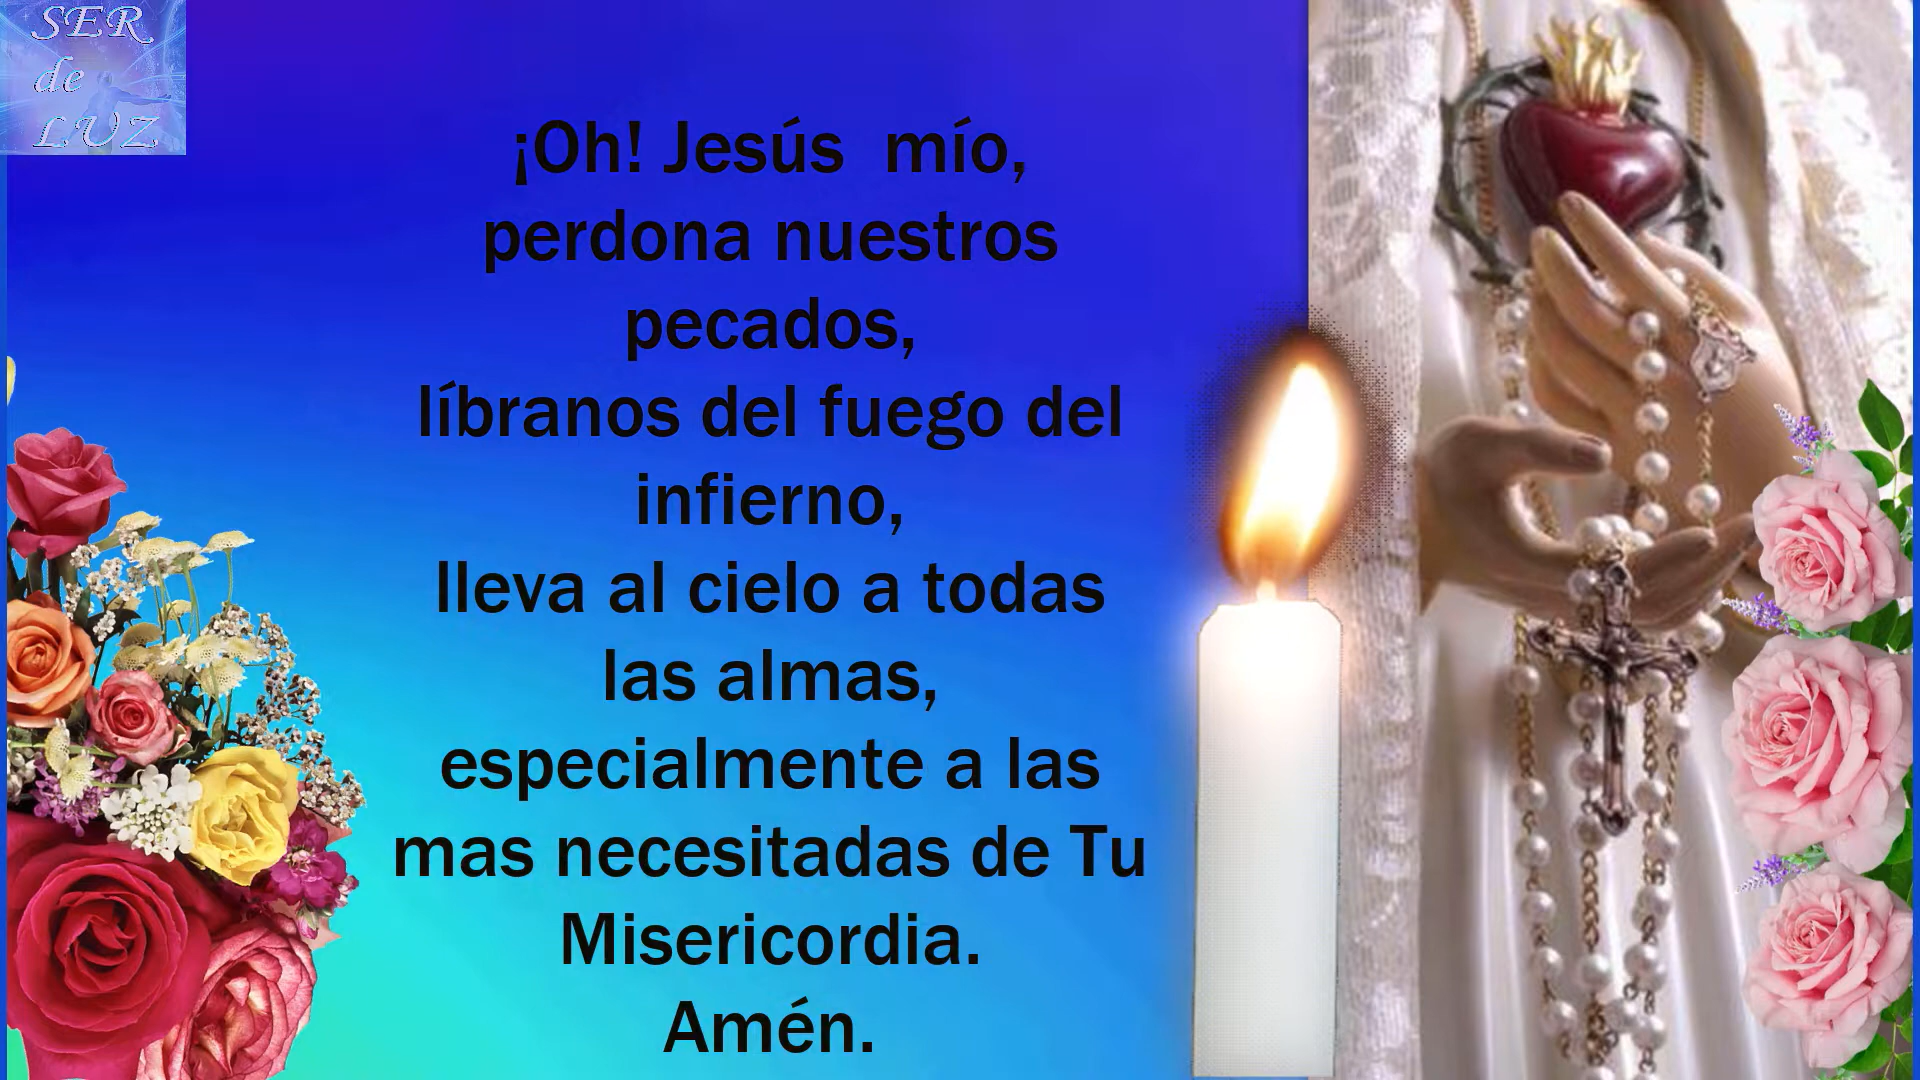 SER
de
LUZ
¡Oh! Jesús mío,
perdona nuestros
pecados,
líbranos del fuego del
infierno,
lleva al cielo a todas
las almas,
especialmente a las
mas necesitadas de Tu
Misericordia.
Amén.